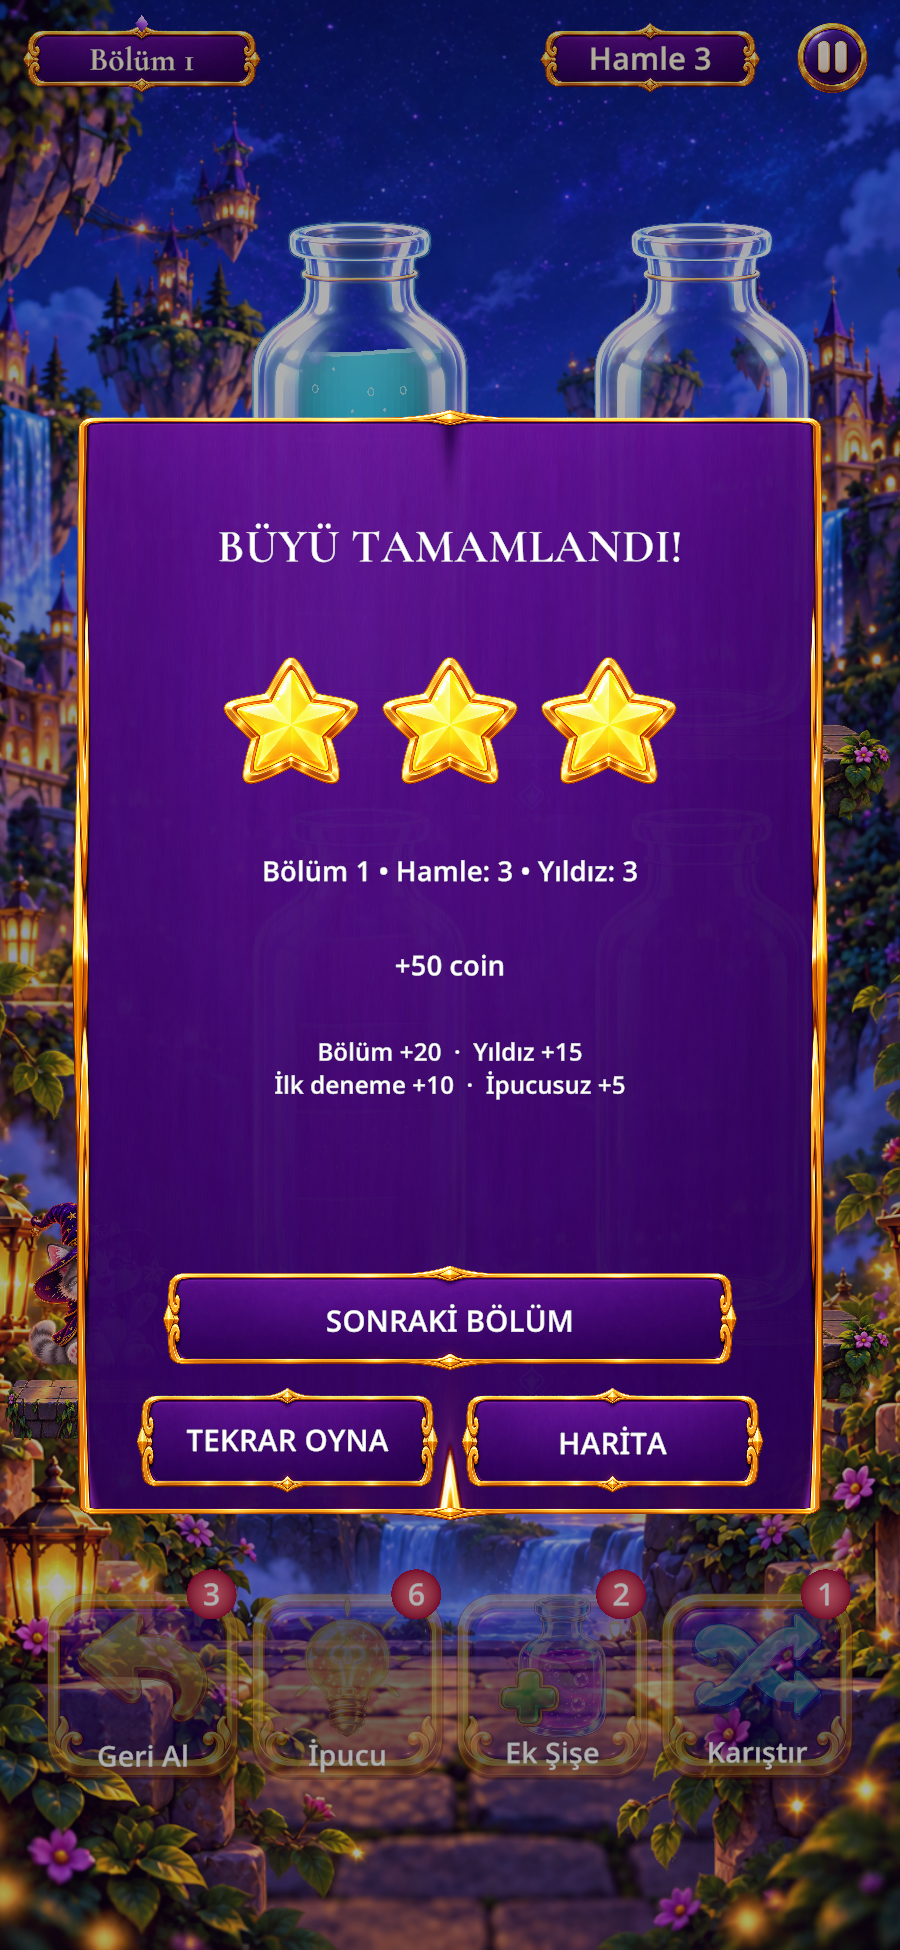 Bölüm 1
Hamle 3
BÜYÜ TAMAMLANDI!
Bölüm 1 • Hamle: 3 • Yıldız: 3
+50 coin
Bölüm +20 · Yıldız +15
İlk deneme +10 · İpucusuz +5
SONRAKİ BÖLÜM
TEKRAR OYNA
HARİTA
3
6
2
1
Geri Al
İpucu
Ek Şişe
Karıştır